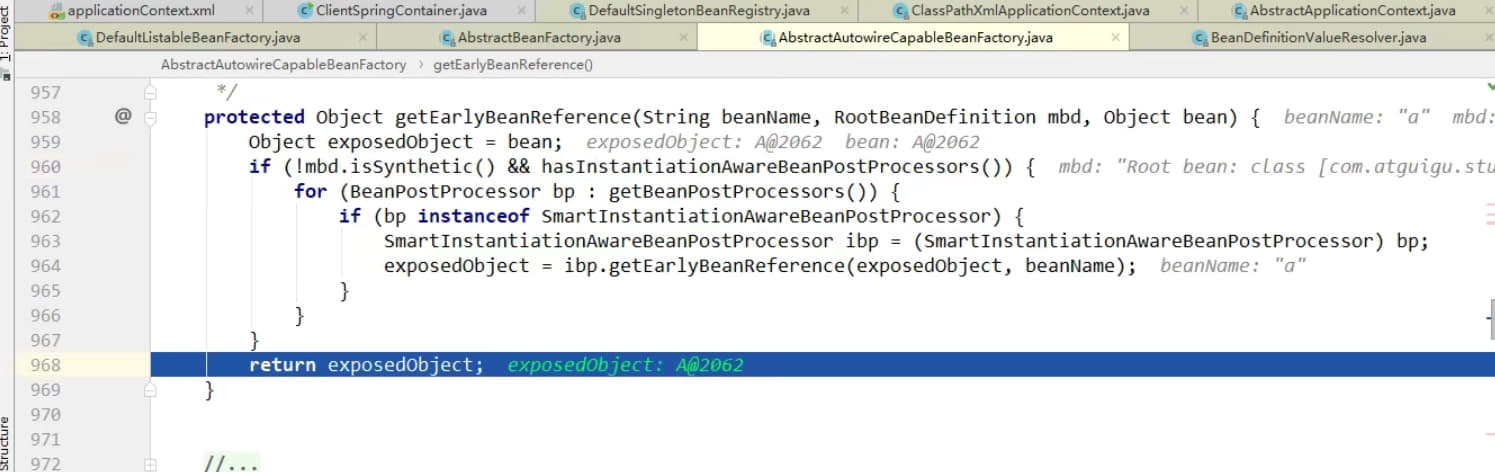 1: Project
applicationContext.xml ClientSpringContainer.java DefaultSingletonBeanRegistry.java ClassPathXmlApplicationContext.java AbstractApplicationContext.java
DefaultListableBeanFactory.java AbstractBeanFactory.java AbstractAutowireCapableBeanFactory.java BeanDefinitionValueResolver.java
AbstractAutowireCapableBeanFactory › getEarlyBeanReference()
957 */
958 @ protected Object getEarlyBeanReference(String beanName, RootBeanDefinition mbd, Object bean) { beanName: "a" mbd:
959 Object exposedObject = bean; exposedObject: A@2062 bean: A@2062
960 if (!mbd.isSynthetic() && hasInstantiationAwareBeanPostProcessors()) { mbd: "Root bean: class [com.atguigu.stu
961 for (BeanPostProcessor bp : getBeanPostProcessors()) {
962 if (bp instanceof SmartInstantiationAwareBeanPostProcessor) {
963 SmartInstantiationAwareBeanPostProcessor ibp = (SmartInstantiationAwareBeanPostProcessor) bp;
964 exposedObject = ibp.getEarlyBeanReference(exposedObject, beanName); beanName: "a"
965 }
966 }
967 }
968 return exposedObject; exposedObject: A@2062
969 }
970
971
972 //...
Structure